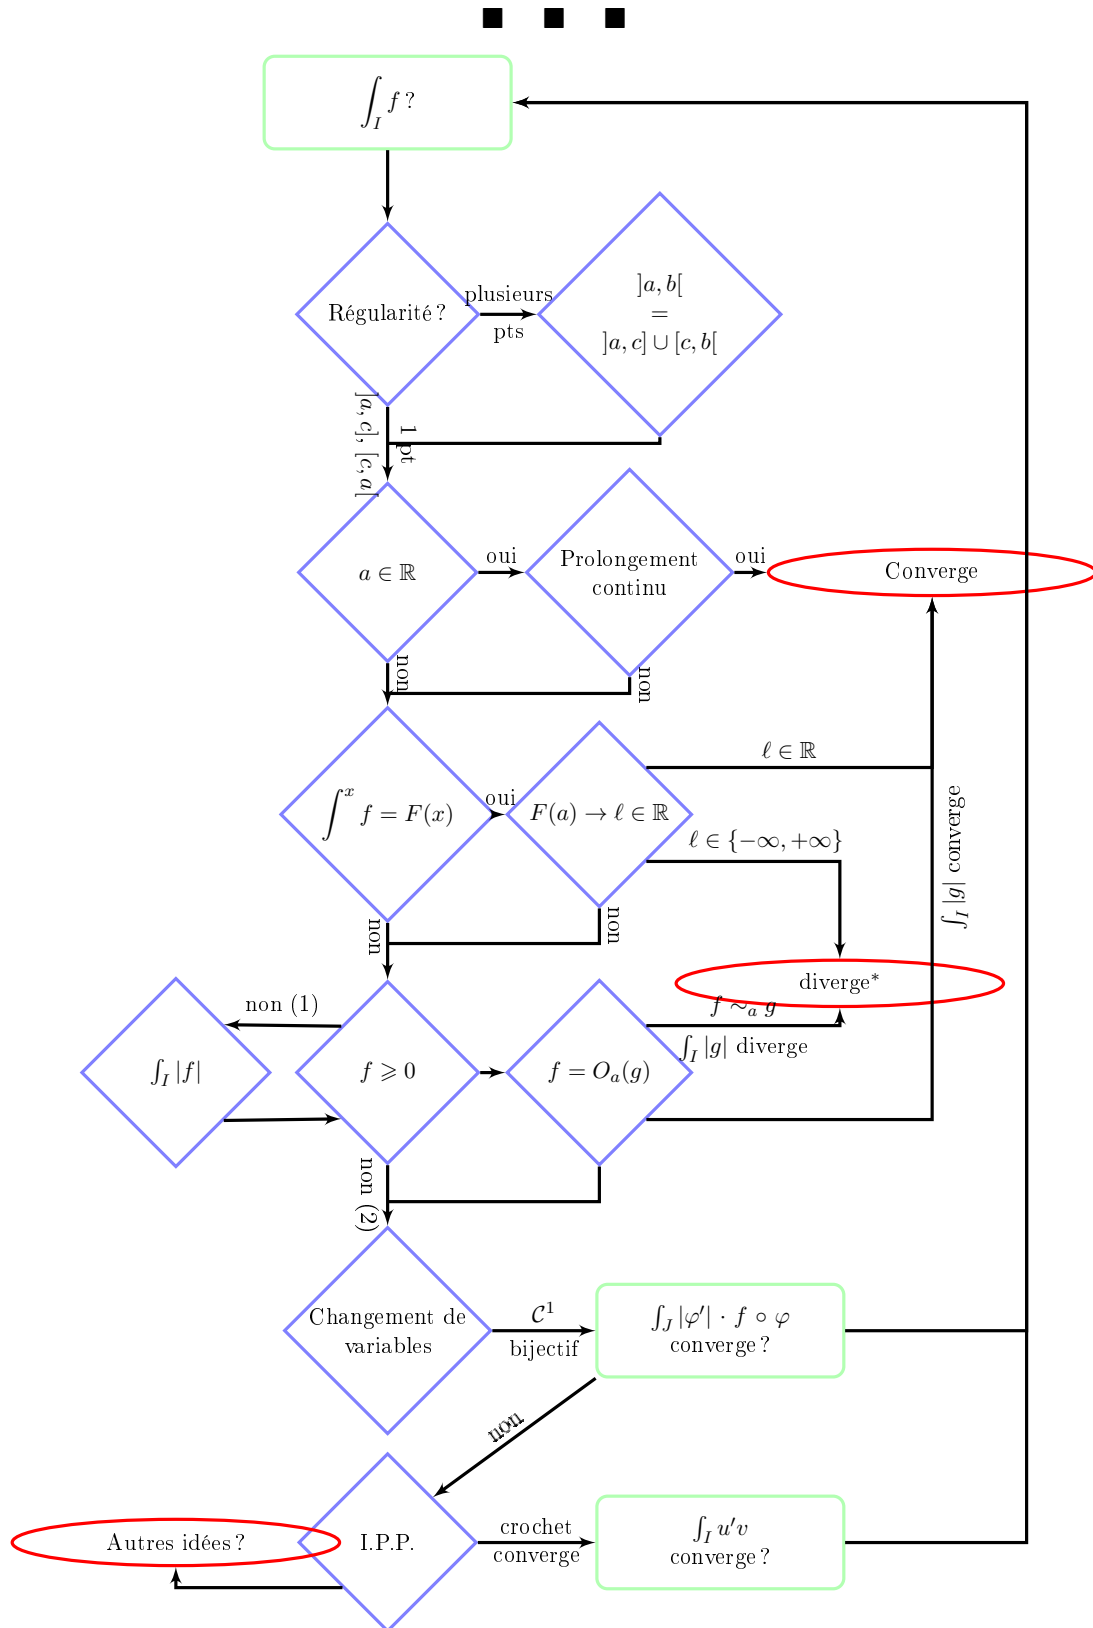 ∫_I f ?
Régularité ?
plusieurs
pts
]a, b[
=
]a, c] ∪ [c, b[
]a, c], [c, a[
1 pt
a ∈ ℝ
oui
Prolongement
continu
oui
Converge
non
non
∫^x f = F(x)
oui
F(a) → ℓ ∈ ℝ
ℓ ∈ ℝ
ℓ ∈ {−∞, +∞}
∫_I |g| converge
non
non
diverge*
non (1)
∫_I |f|
f ⩾ 0
f = O_a(g)
f ∼_a g
∫_I |g| diverge
non (2)
Changement de
variables
𝒞¹
bijectif
∫_J |φ′| · f ∘ φ
converge ?
non
Autres idées ?
I.P.P.
crochet
converge
∫_I u′v
converge ?